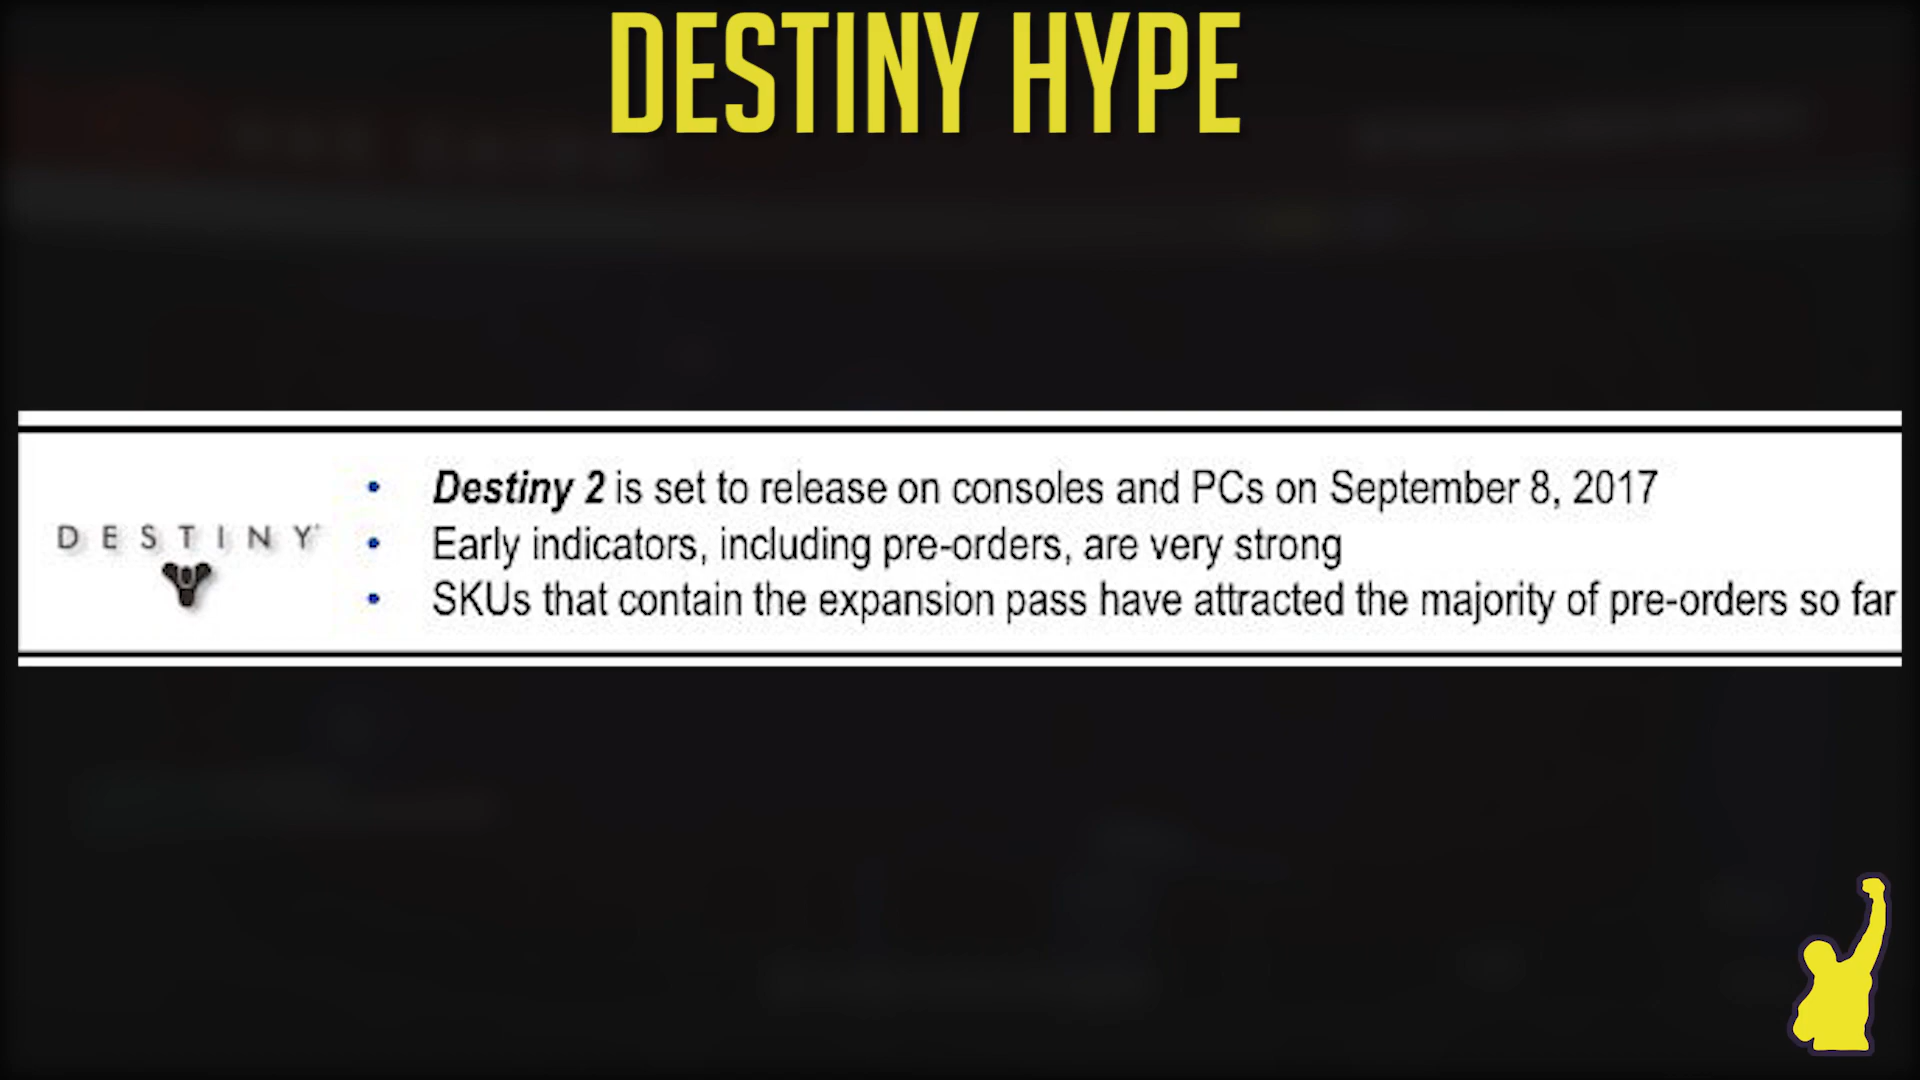 DESTINY HYPE
DESTINY
• Destiny 2 is set to release on consoles and PCs on September 8, 2017
• Early indicators, including pre-orders, are very strong
• SKUs that contain the expansion pass have attracted the majority of pre-orders so far